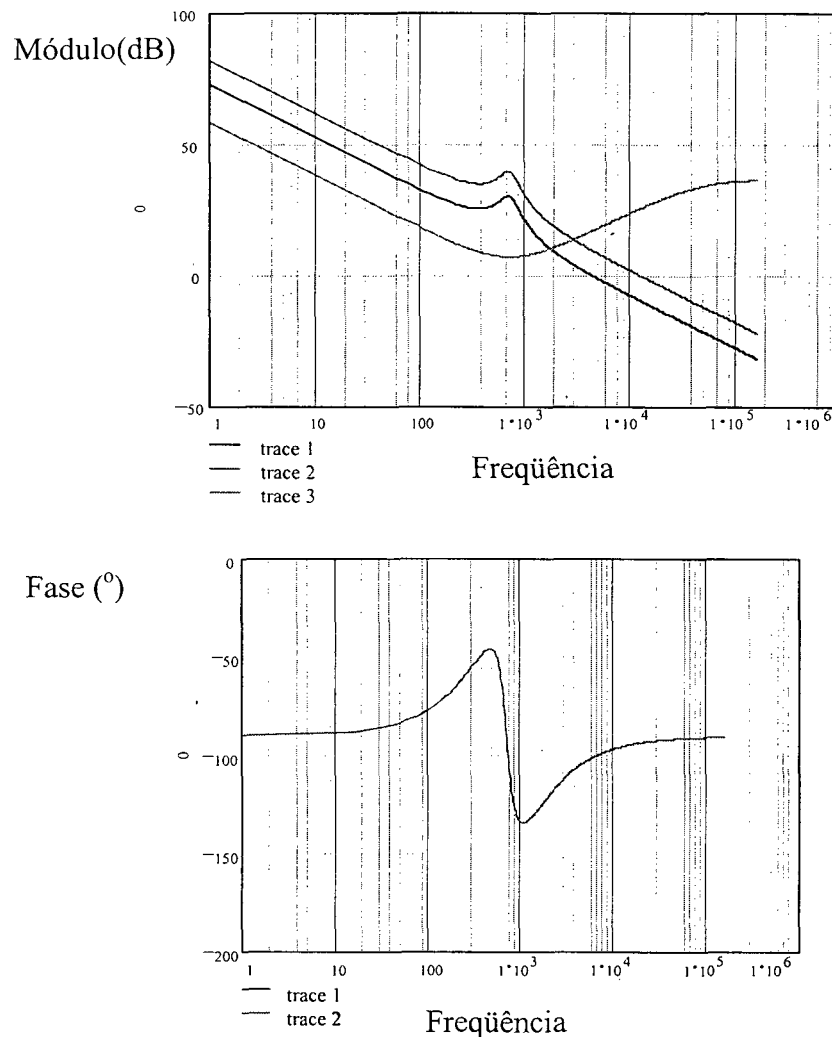 Módulo(dB)
100
50
0
0
−50
1
10
100
1•10³
1•10⁴
1•10⁵
1•10⁶
trace 1
trace 2
trace 3
Freqüência
Fase (º)
0
−50
0
−100
−150
−200
1
10
100
1•10³
1•10⁴
1•10⁵
1•10⁶
trace 1
trace 2
Freqüência